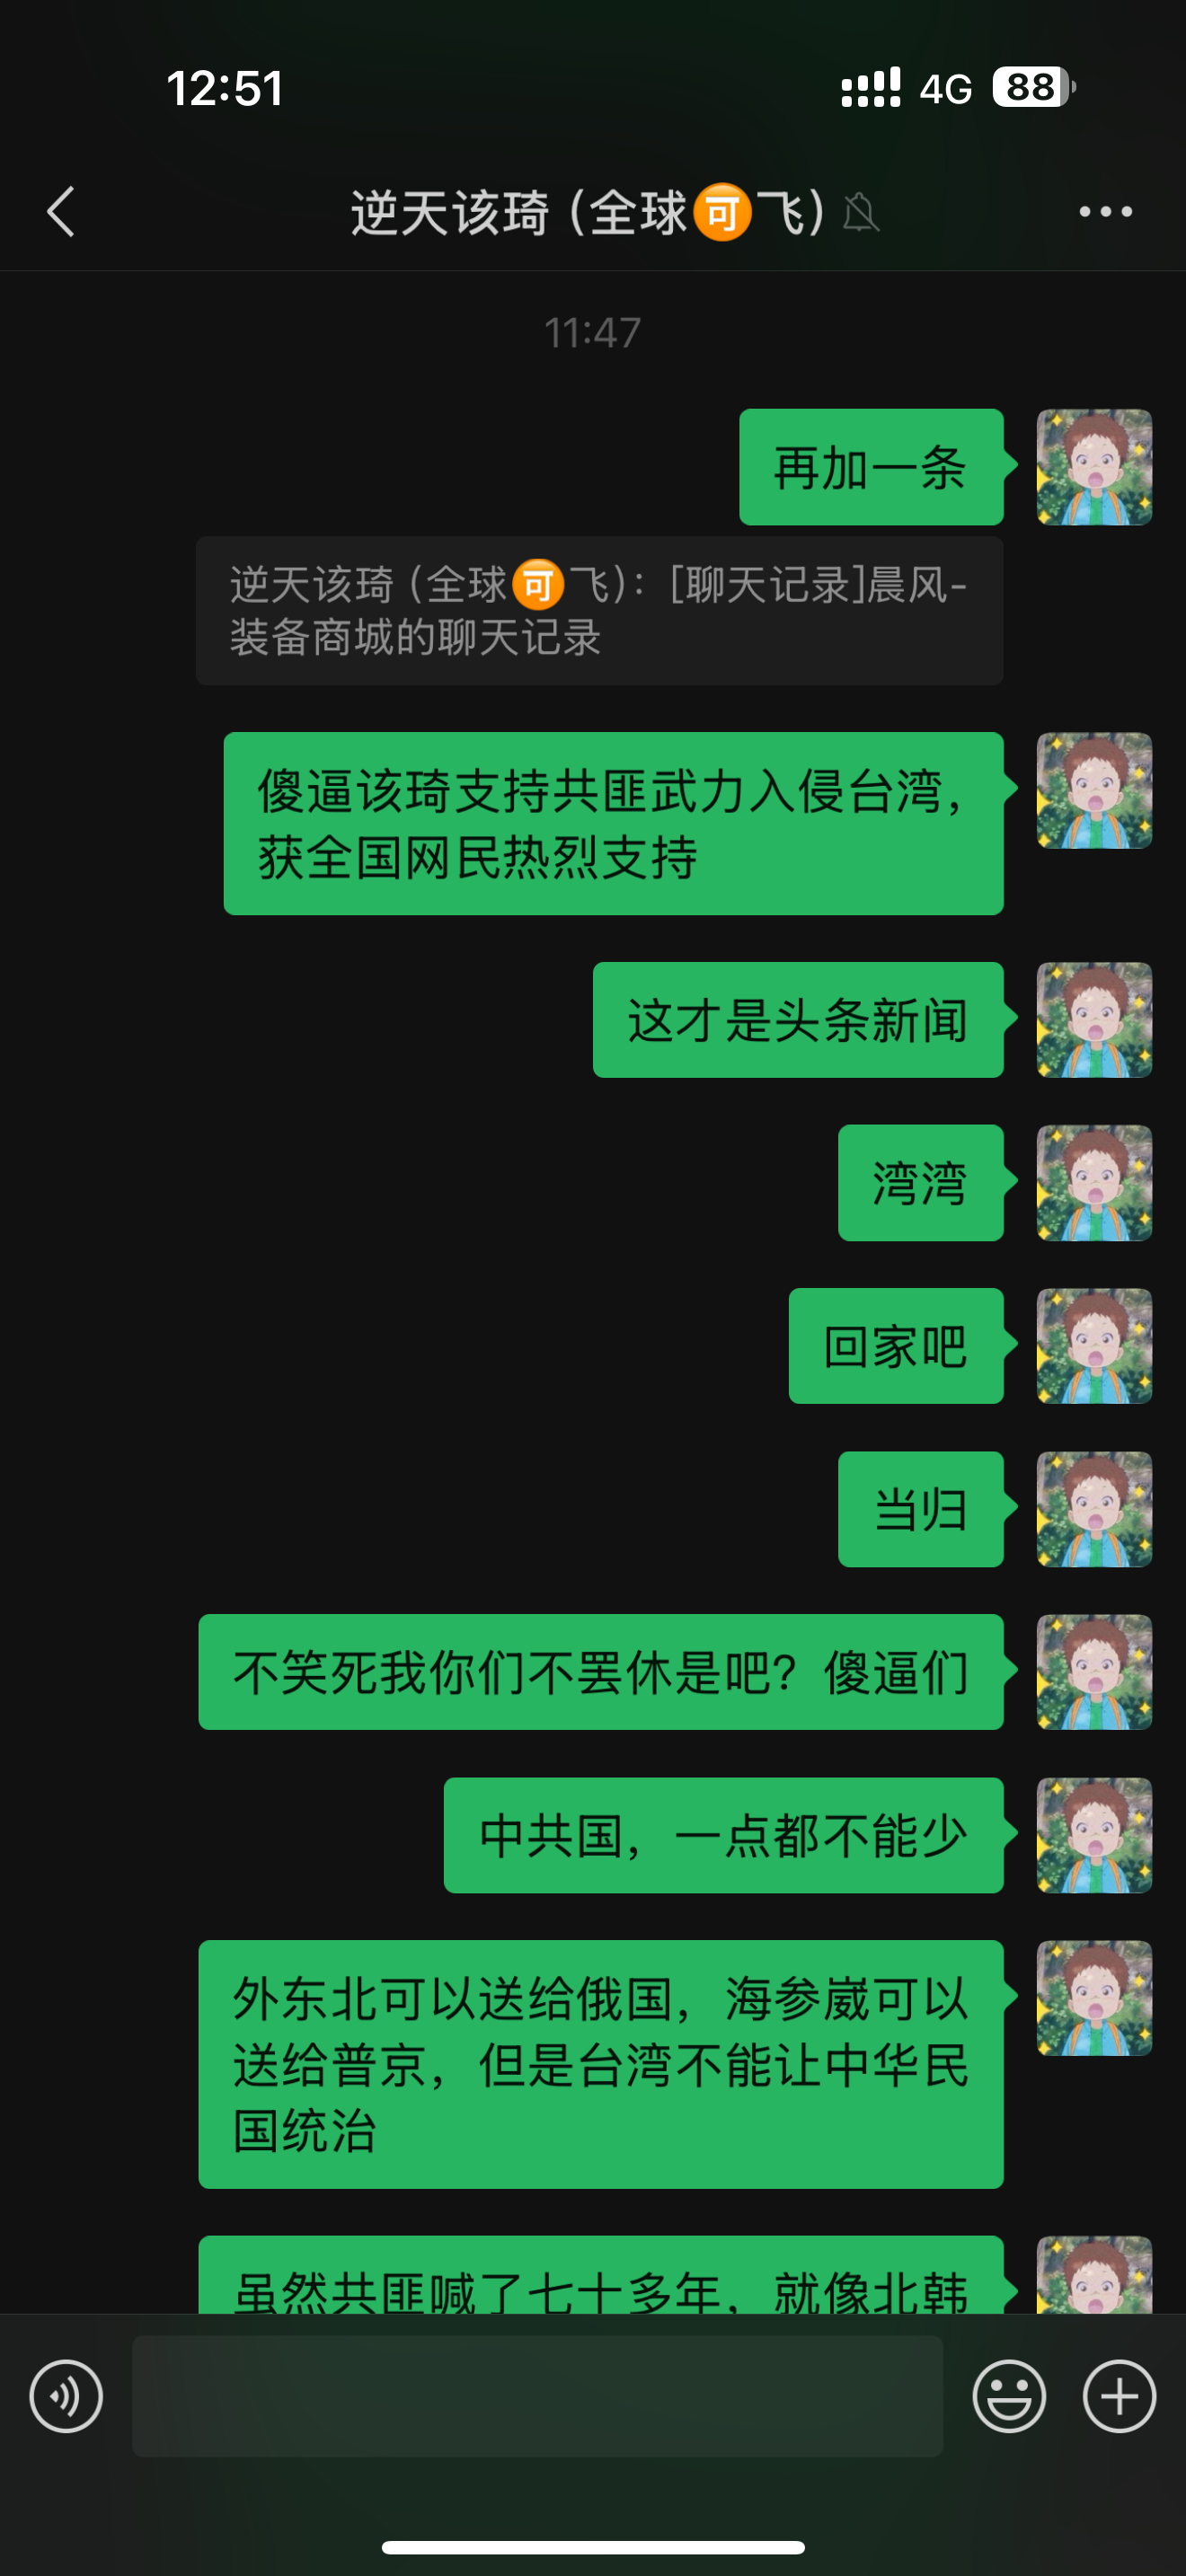 12:51
4G 88
逆天该琦 (全球🉑飞)
11:47
再加一条
逆天该琦 (全球🉑飞)：[聊天记录]晨风-
装备商城的聊天记录
傻逼该琦支持共匪武力入侵台湾，
获全国网民热烈支持
这才是头条新闻
湾湾
回家吧
当归
不笑死我你们不罢休是吧？傻逼们
中共国，一点都不能少
外东北可以送给俄国，海参崴可以
送给普京，但是台湾不能让中华民
国统治
虽然共匪喊了七十多年，就像北韩